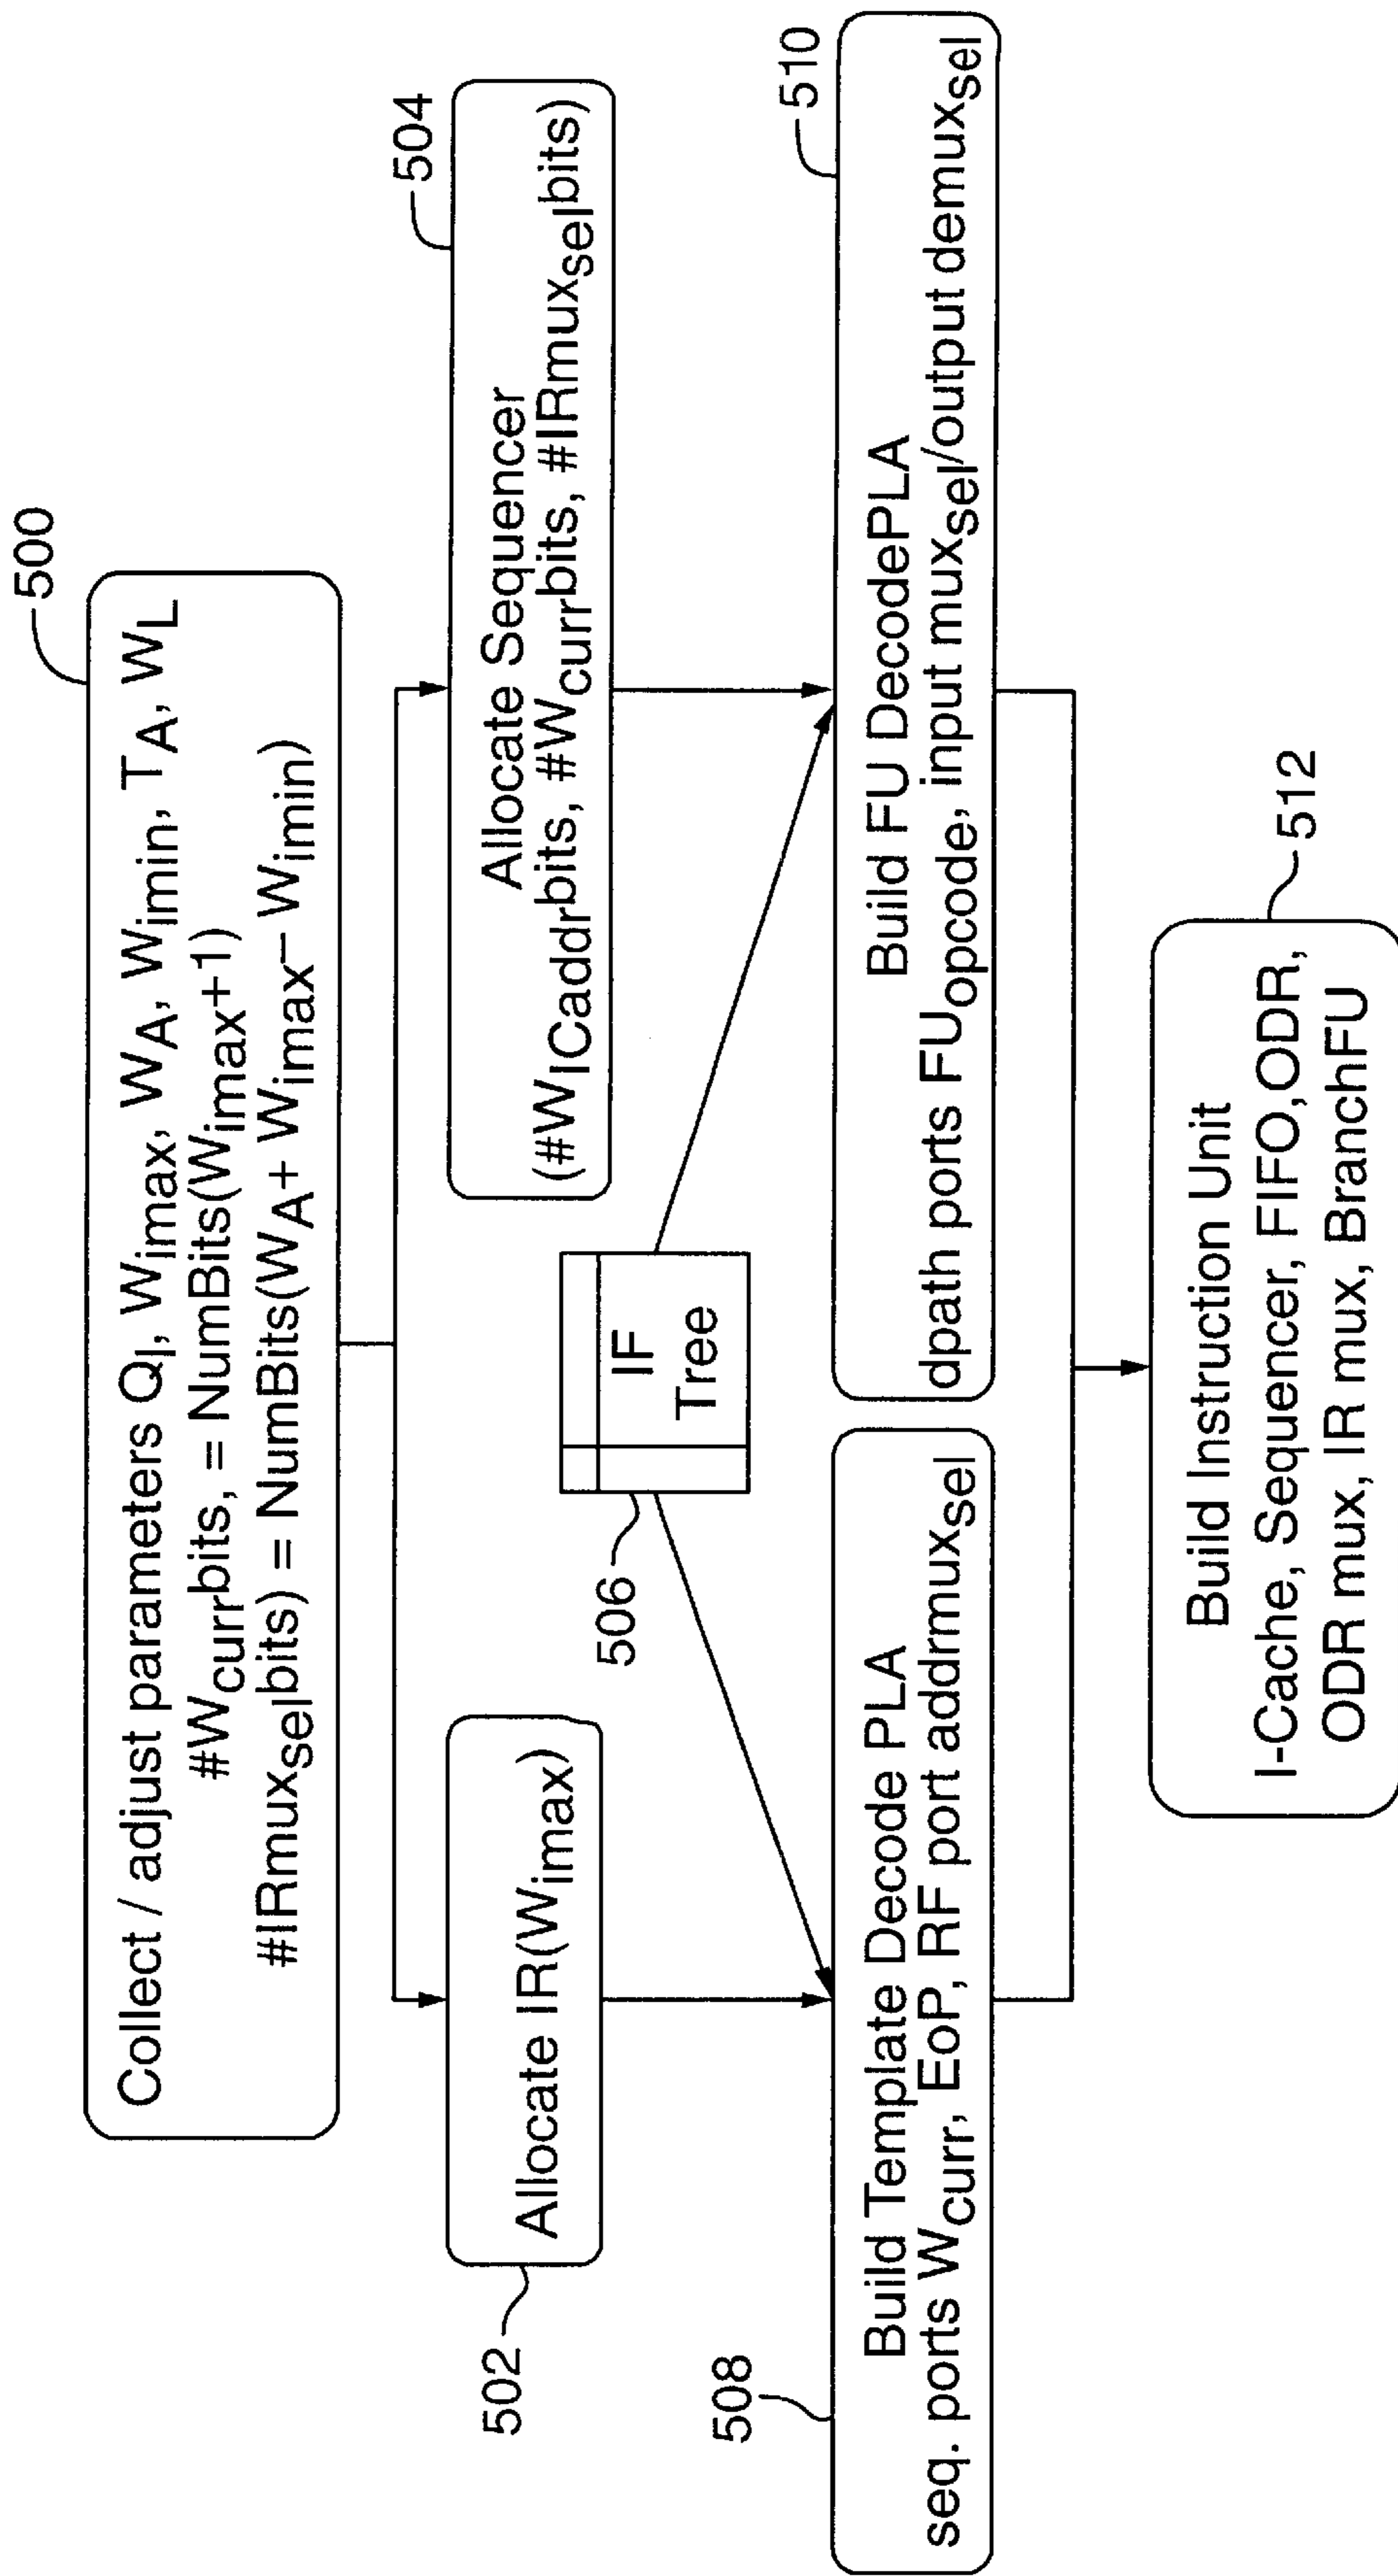 500
Collect / adjust parameters Q_I, W_imax, W_A, W_imin, T_A, W_L
#W_curr bits, = NumBits(W_imax+1)
#IRmux_sel bits) = NumBits(W_A + W_imax - W_imin)
502
Allocate IR(W_imax)
504
Allocate Sequencer
(#W_ICaddr bits, #W_curr bits, #IRmux_sel bits)
506
IF
Tree
508
Build Template Decode PLA
seq. ports W_curr, EoP, RF port addrmux_sel
510
Build FU DecodePLA
dpath ports FU_opcode, input mux_sel/output demux_sel
512
Build Instruction Unit
I-Cache, Sequencer, FIFO,ODR,
ODR mux, IR mux, BranchFU